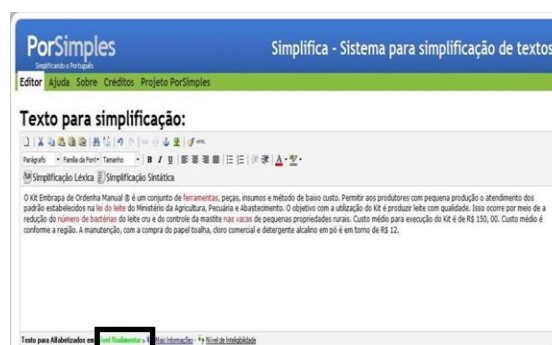 PorSimples
Simplificando o Português
Simplifica - Sistema para simplificação de textos
Editor Ajuda Sobre Créditos Projeto PorSimples
Texto para simplificação:
HTML
Parágrafo Família da Font Tamanho B I U A
Simplificação Léxica Simplificação Sintática
O Kit Embrapa de Ordenha Manual ® é um conjunto de ferramentas, peças, insumos e método de baixo custo. Permitir aos produtores com pequena produção o atendimento dos
padrão estabelecidos na lei do leite do Ministério da Agricultura, Pecuária e Abastecimento. O objetivo com a utilização do Kit é produzir leite com qualidade. Isso ocorre por meio de a
redução do número de bactérias do leite cru e do controle da mastite nas vacas de pequenas propriedades rurais. Custo médio para execução do Kit é de R$ 150, 00. Custo médio é
conforme a região. A manutenção, com a compra do papel toalha, cloro comercial e detergente alcalino em pó é em torno de R$ 12.
Texto para Alfabetizados em Nível Rudimentar » Mais Informações - Nível de Inteligibilidade